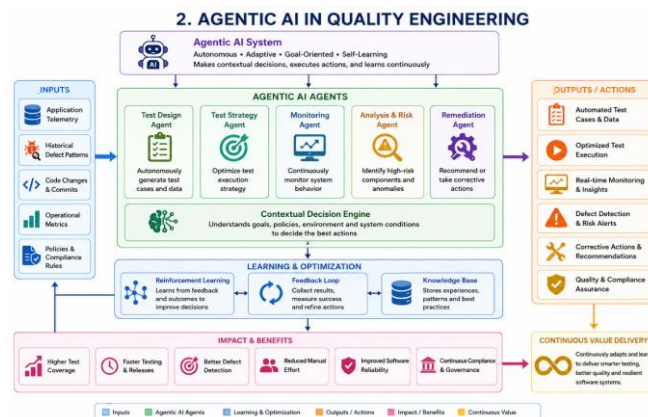 2. AGENTIC AI IN QUALITY ENGINEERING
Agentic AI System
Autonomous • Adaptive • Goal-Oriented • Self-Learning
Makes contextual decisions, executes actions, and learns continuously
AI
INPUTS
Application
Telemetry
Historical
Defect Patterns
Code Changes
& Commits
Operational
Metrics
Policies &
Compliance
Rules
AGENTIC AI AGENTS
Test Design
Agent
Autonomously
generate test
cases and data
Test Strategy
Agent
Optimize test
execution
strategy
Monitoring
Agent
Continuously
monitor system
behavior
Analysis & Risk
Agent
Identify high-risk
components and
anomalies
Remediation
Agent
Recommend or
take corrective
actions
Contextual Decision Engine
Understands goals, policies, environment and system conditions
to decide the best actions
LEARNING & OPTIMIZATION
Reinforcement Learning
Learns from feedback
and outcomes to
improve decisions
Feedback Loop
Collect results,
measure success
and refine actions
Knowledge Base
Stores experiences,
patterns and best
practices
OUTPUTS / ACTIONS
Automated Test
Cases & Data
Optimized Test
Execution
Real-time Monitoring
& Insights
Defect Detection
& Risk Alerts
Corrective Actions &
Recommendations
Quality & Compliance
Assurance
IMPACT & BENEFITS
Higher Test
Coverage
Faster Testing
& Releases
Better Defect
Detection
Reduced Manual
Effort
Improved Software
Reliability
Continuous Compliance
& Governance
CONTINUOUS VALUE DELIVERY
Continuously adapts and lear
to deliver smarter testing,
better quality and resilient
software systems.
Inputs
Agentic AI Agents
Learning & Optimization
Outputs / Actions
Impact / Benefits
Continuous Value